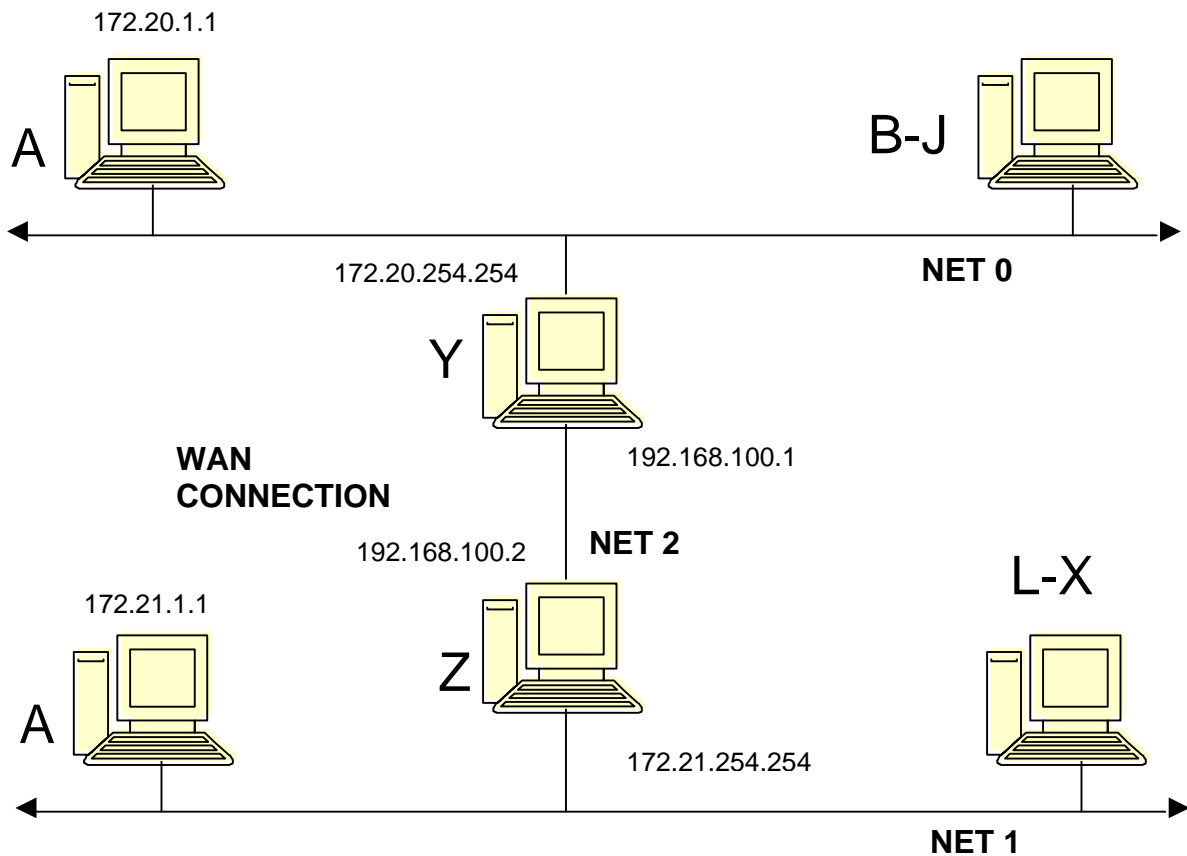 172.20.1.1
A
B-J
172.20.254.254
NET 0
Y
192.168.100.1
WAN
CONNECTION
192.168.100.2
NET 2
L-X
172.21.1.1
Z
A
172.21.254.254
NET 1